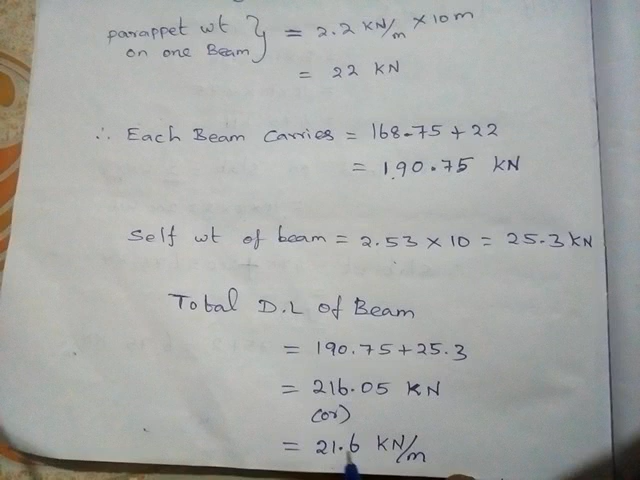 parappet wt } = 2.2 KN/m × 10m
on one Beam
= 22 KN
∴ Each Beam Carries = 168.75 + 22
= 190.75 KN
Self wt of beam = 2.53 × 10 = 25.3 KN
Total D.L of Beam
= 190.75 + 25.3
= 216.05 KN
(or)
= 21.6 KN/m